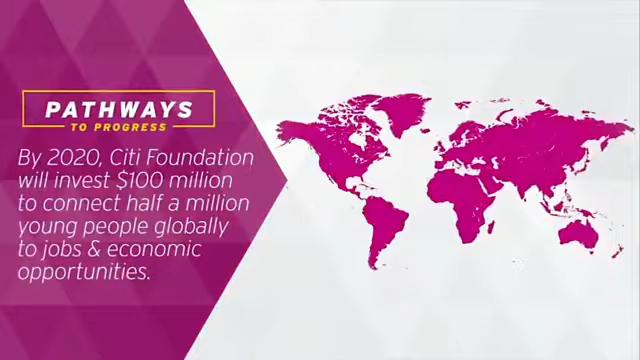 PATHWAYS
TO PROGRESS
By 2020, Citi Foundation
will invest $100 million
to connect half a million
young people globally
to jobs & economic
opportunities.